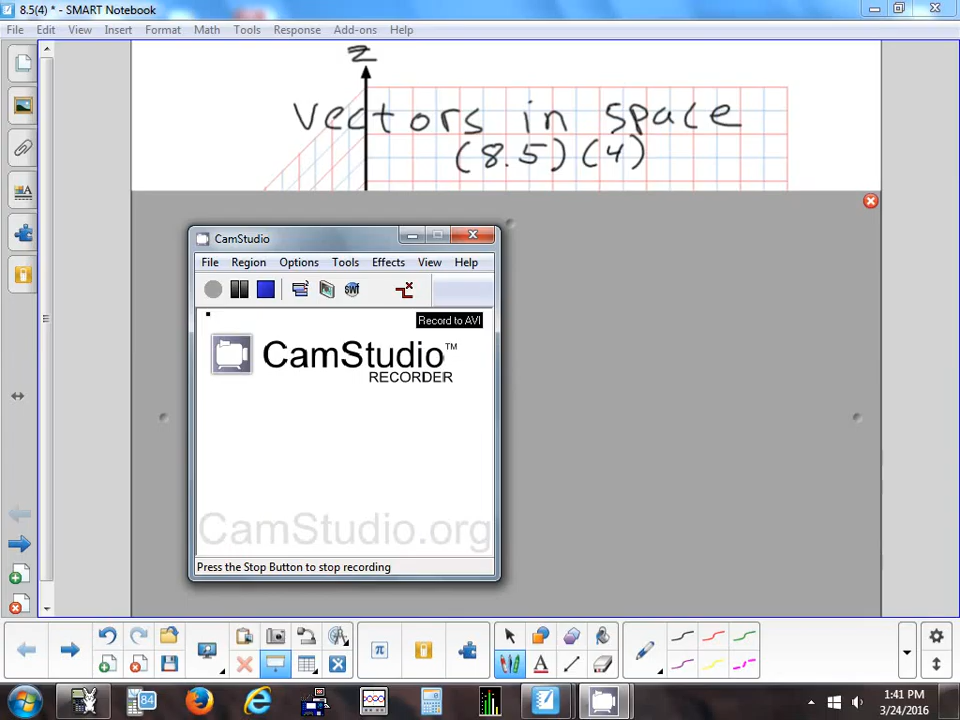 8.5(4) * - SMART Notebook
File Edit View Insert Format Math Tools Response Add-ons Help
z
Vectors in space
(8.5) (4)
CamStudio
File Region Options Tools Effects View Help
SWf
Record to AVI
CamStudio™
RECORDER
CamStudio.org
Press the Stop Button to stop recording
π
A
84
1:41 PM
3/24/2016